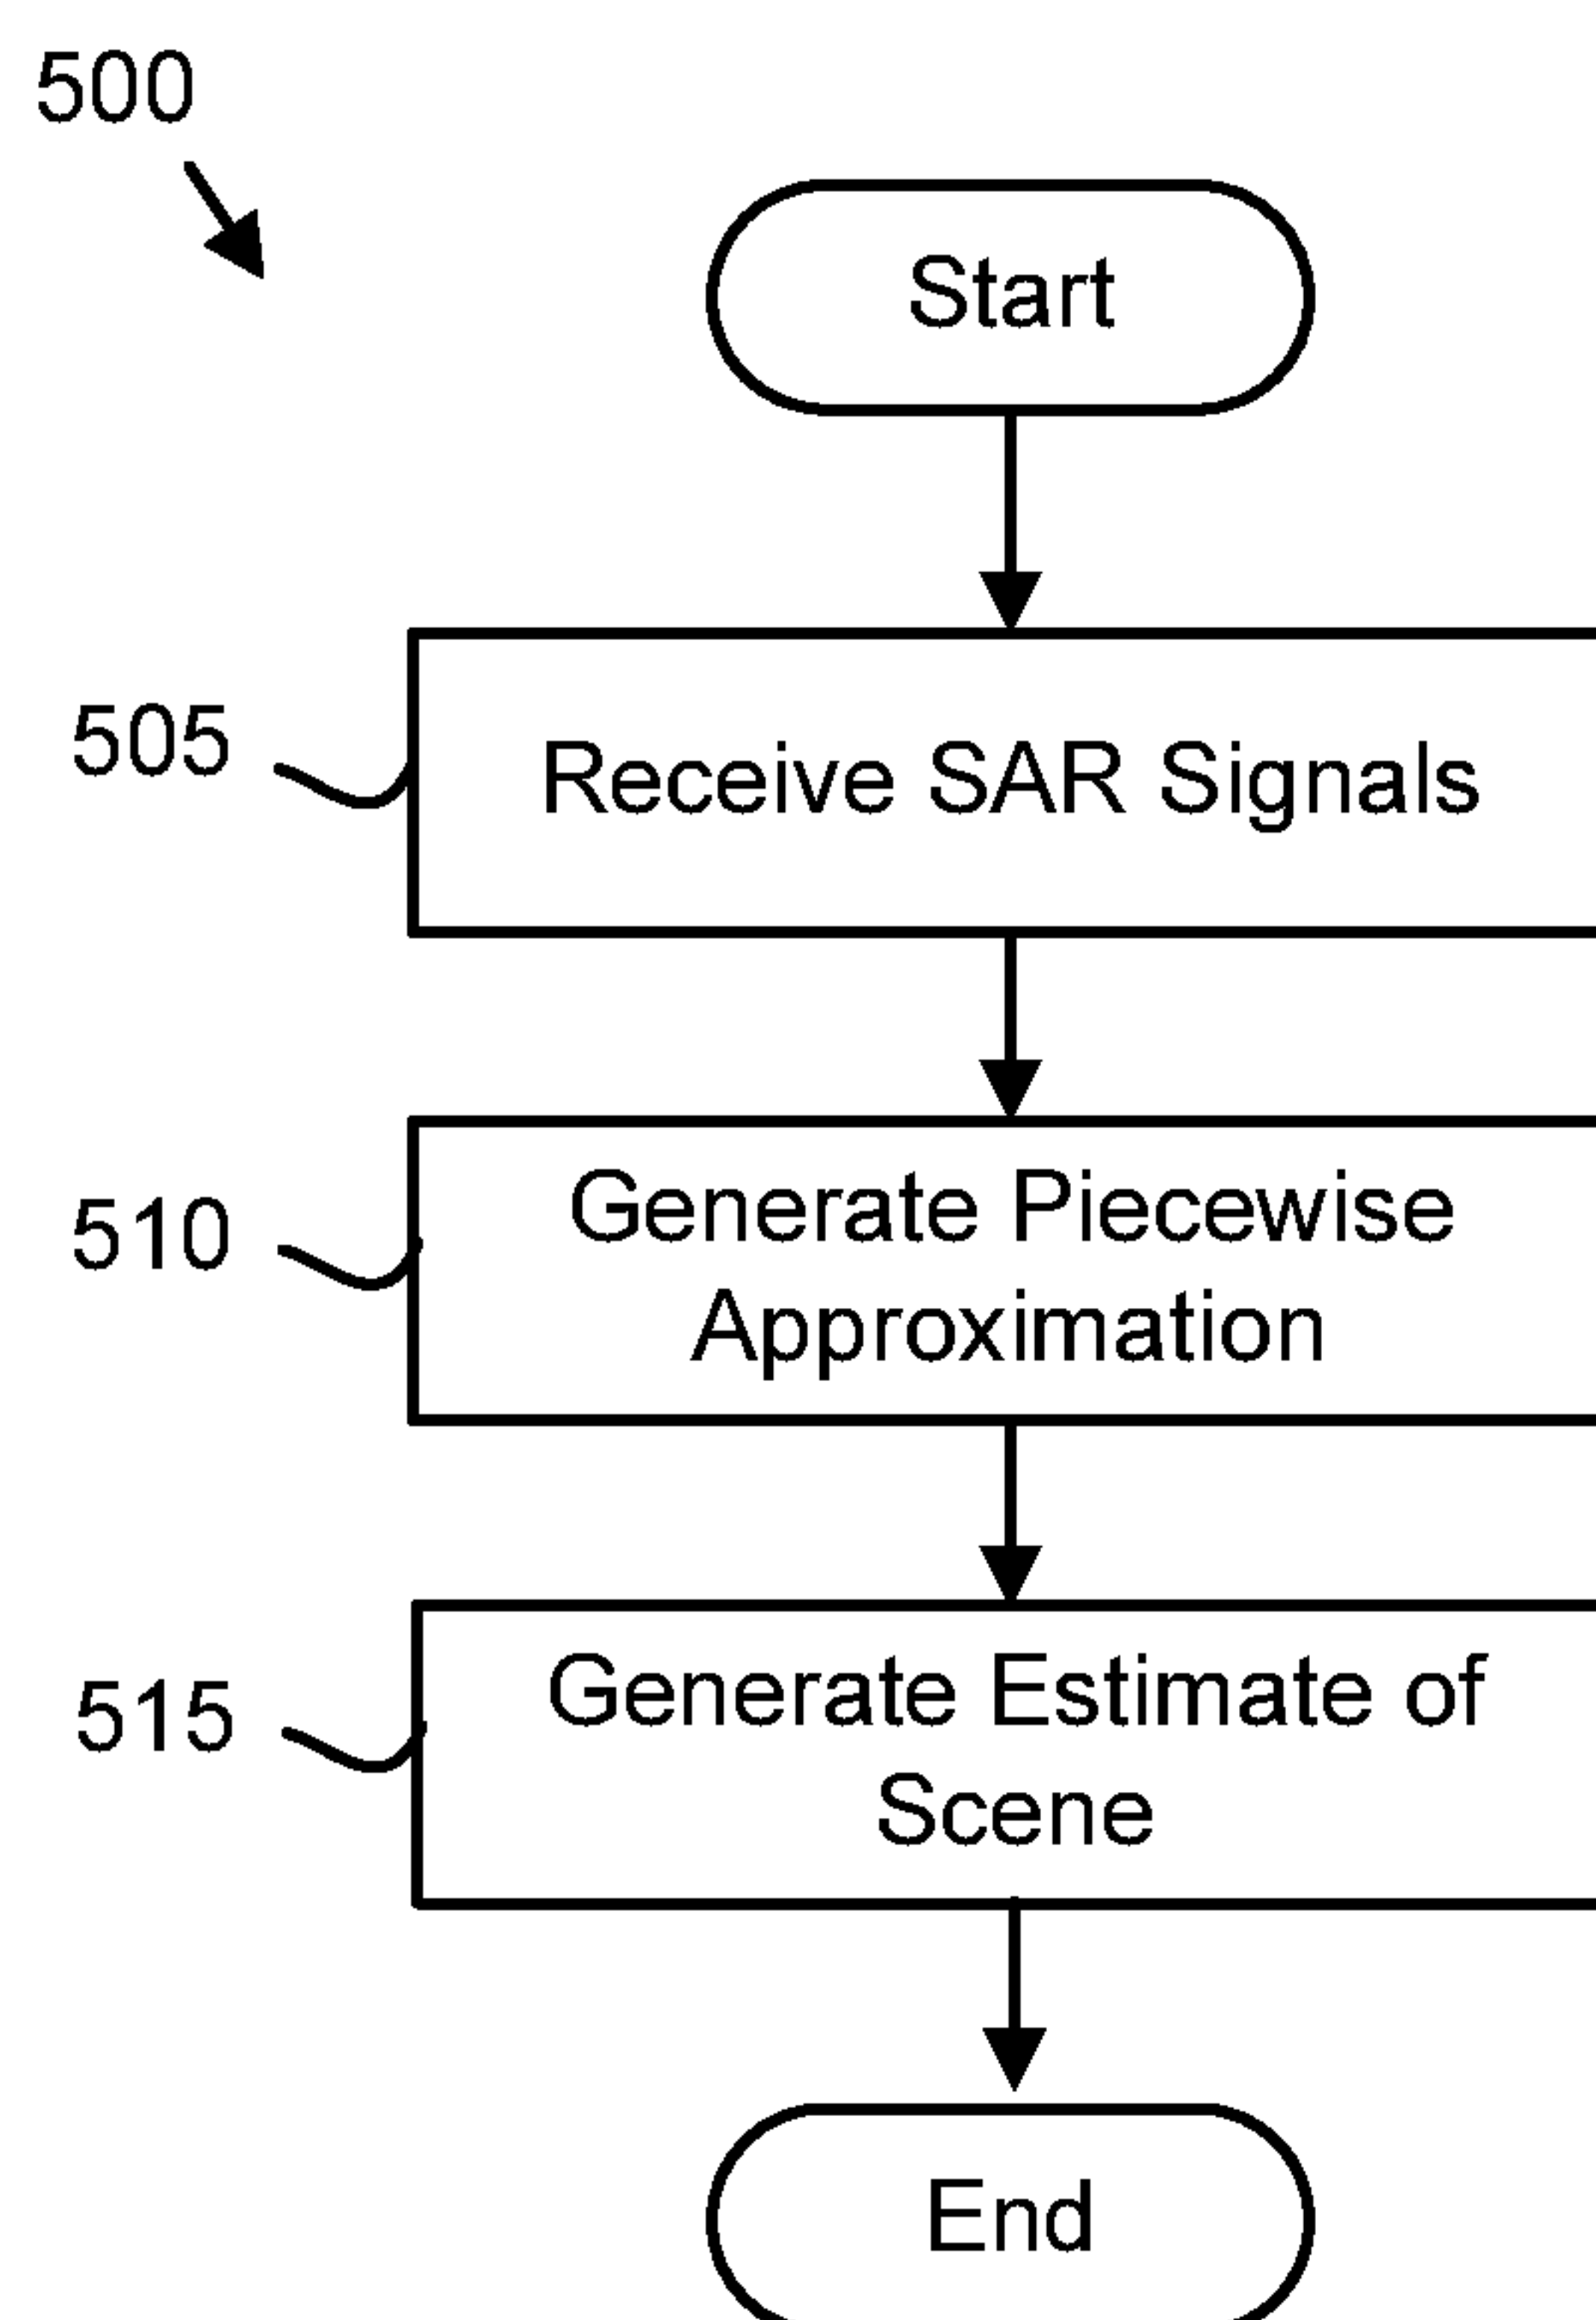 500
Start
505
Receive SAR Signals
510
Generate Piecewise
Approximation
515
Generate Estimate of
Scene
End